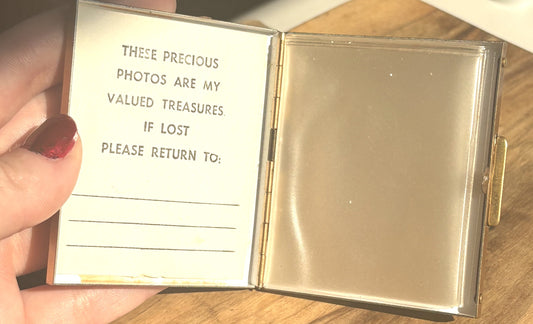 THESE PRECIOUS
PHOTOS ARE MY
VALUED TREASURES.
IF LOST
PLEASE RETURN TO: